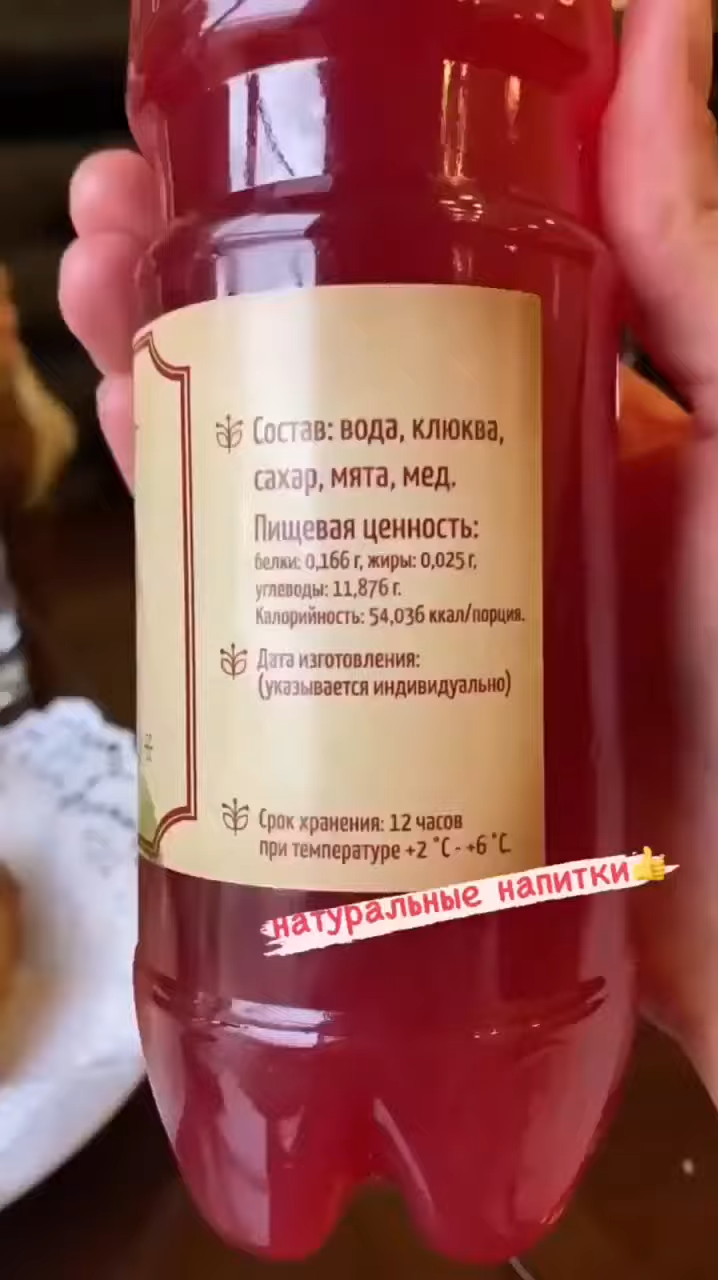 Состав: вода, клюква,
сахар, мята, мед.
Пищевая ценность:
белки: 0,166 г, жиры: 0,025 г,
углеводы: 11,876 г.
Калорийность: 54,036 ккал/порция.
Дата изготовления:
(указывается индивидуально)
Срок хранения: 12 часов
при температуре +2 °С - +6 °С
натуральные напитки👍